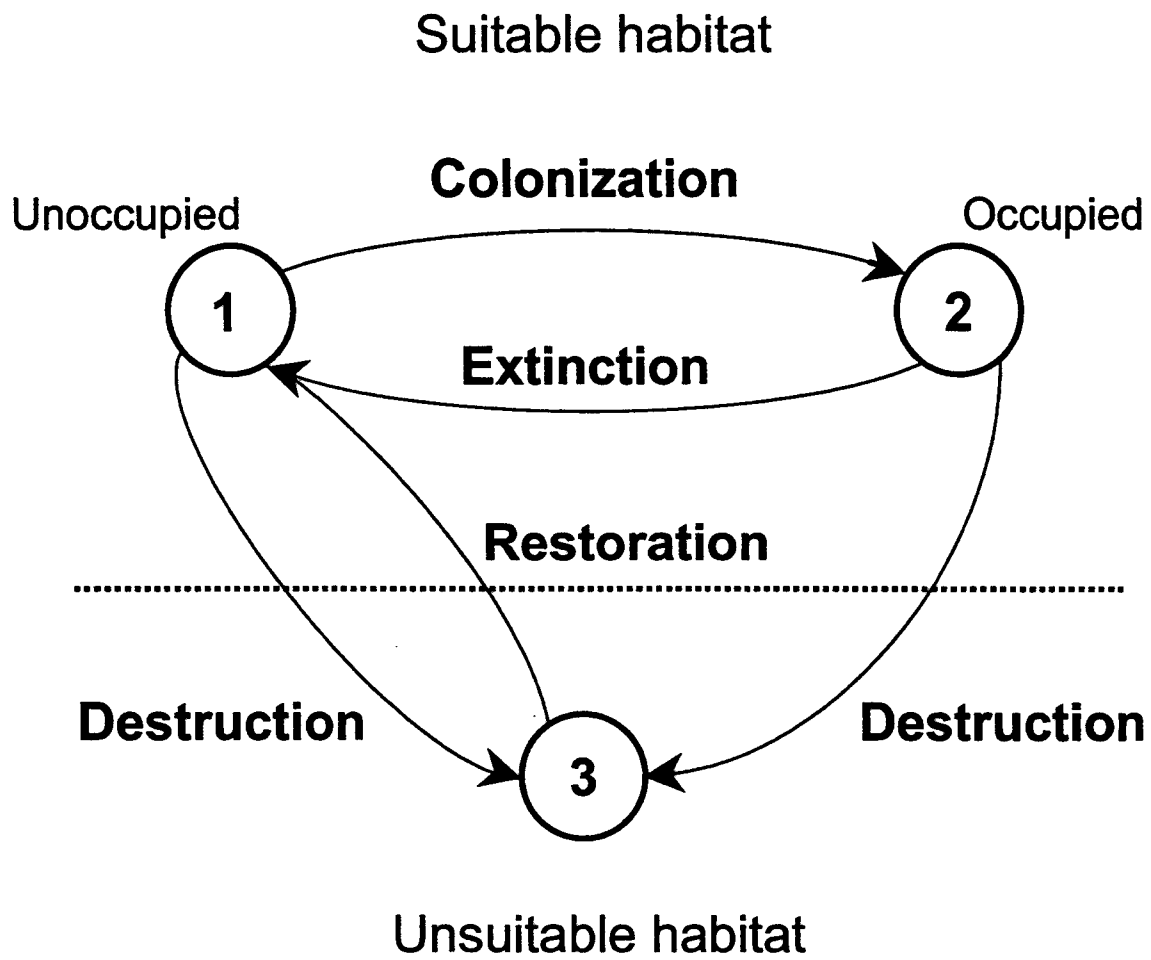 Suitable habitat
Colonization
Unoccupied
Occupied
1
2
Extinction
Restoration
Destruction
Destruction
3
Unsuitable habitat